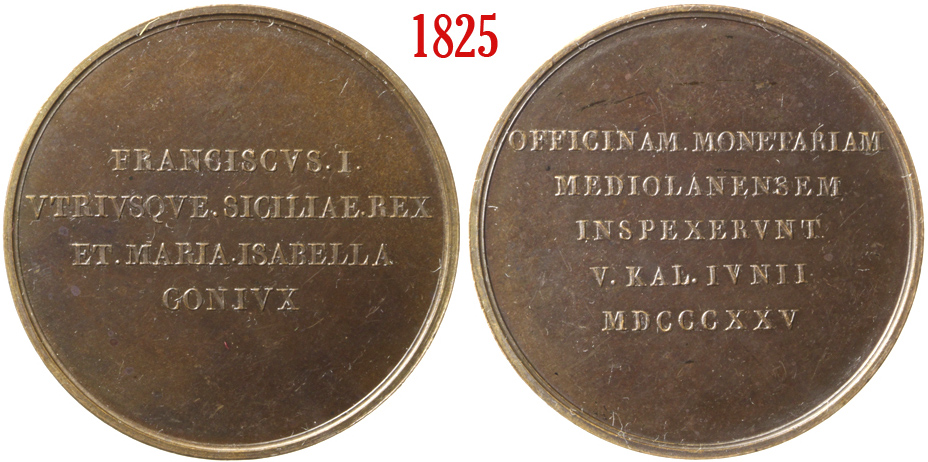 1825
FRANCISCVS. I.
VTRIVSQVE. SICILIAE. REX
ET. MARIA. ISABELLA
CONIVX
OFFICINAM. MONETARIAM
MEDIOLANENSEM
INSPEXERVNT
V. KAL. IVNII
MDCCCXXV